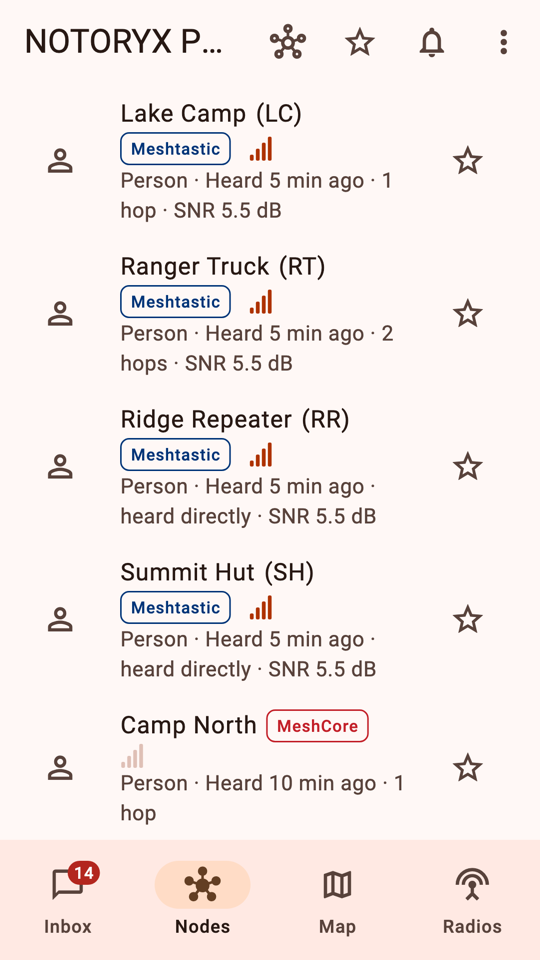 NOTORYX P...
Lake Camp (LC)
Meshtastic
Person · Heard 5 min ago · 1
hop · SNR 5.5 dB
Ranger Truck (RT)
Meshtastic
Person · Heard 5 min ago · 2
hops · SNR 5.5 dB
Ridge Repeater (RR)
Meshtastic
Person · Heard 5 min ago ·
heard directly · SNR 5.5 dB
Summit Hut (SH)
Meshtastic
Person · Heard 5 min ago ·
heard directly · SNR 5.5 dB
Camp North MeshCore
Person · Heard 10 min ago · 1
hop
14
Inbox Nodes Map Radios